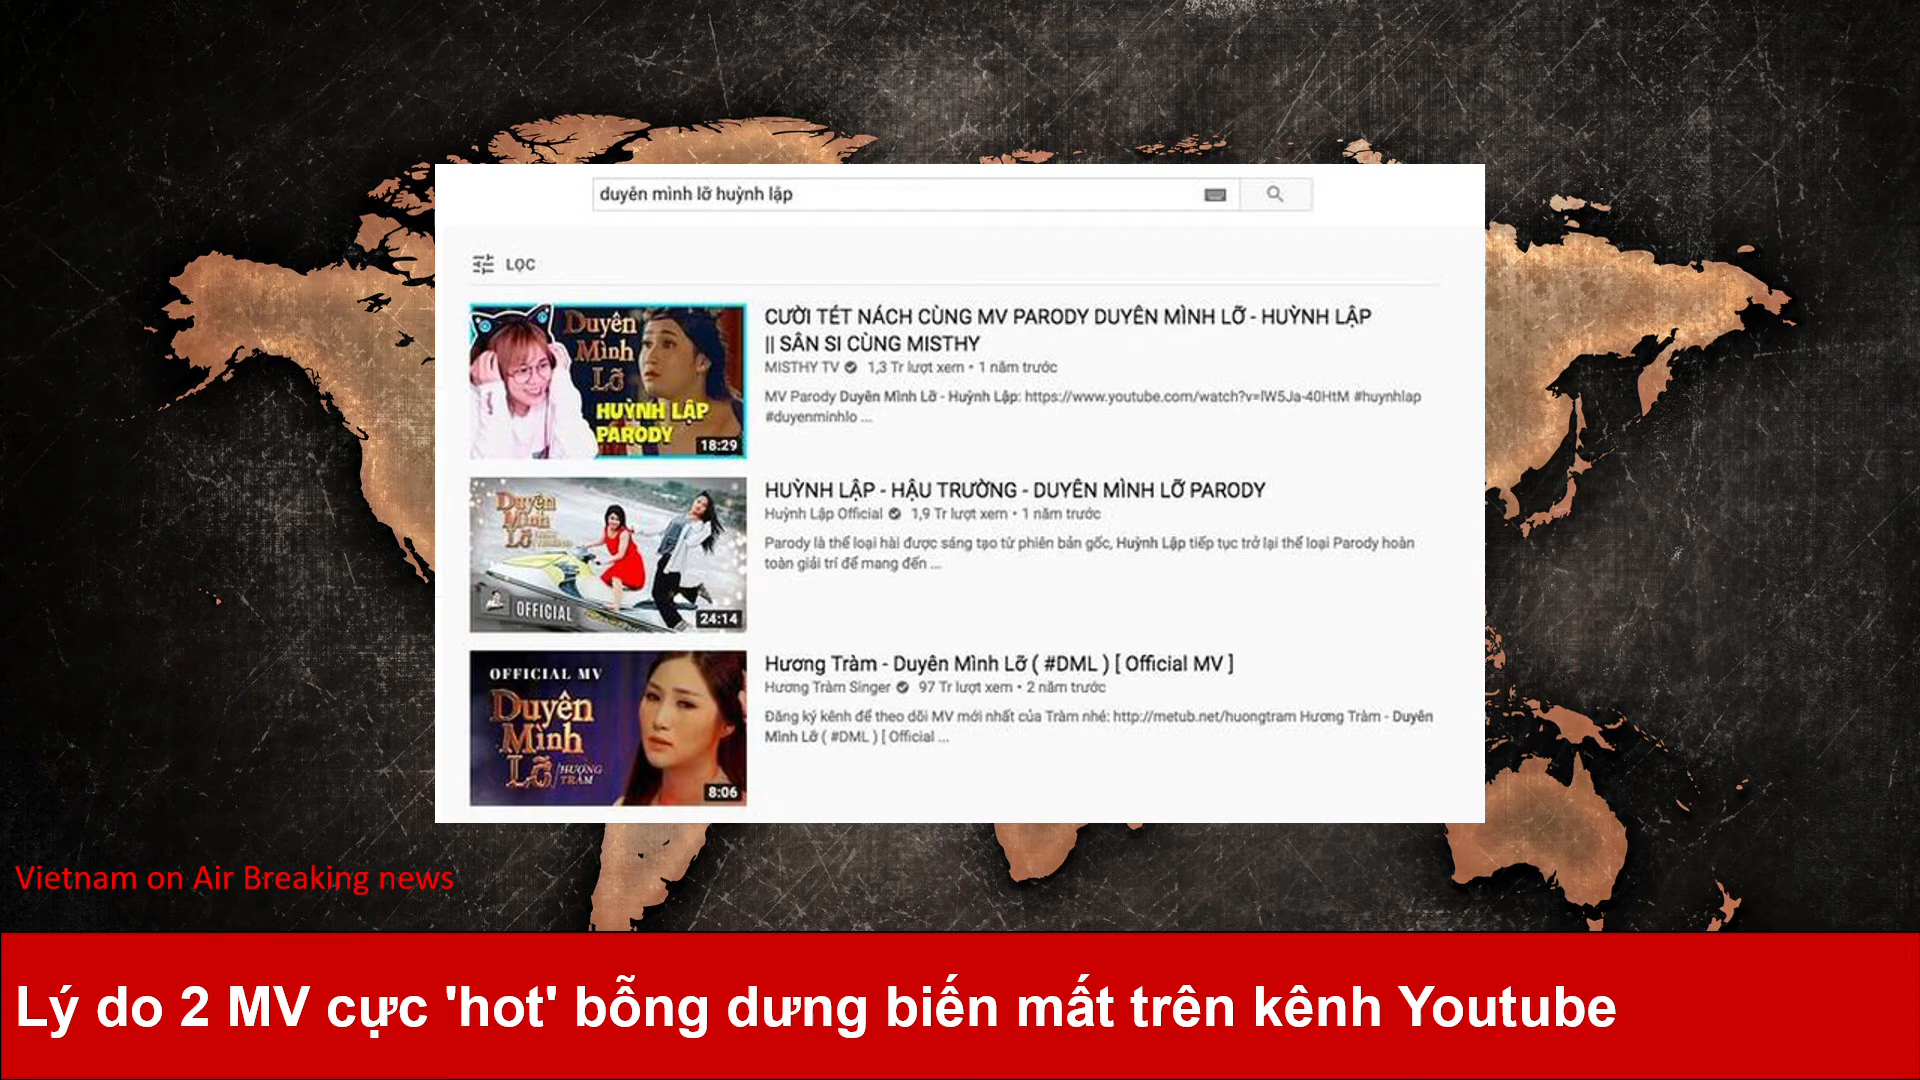 duyên mình lỡ huỳnh lập
LỌC
Duyên
Mình
Lỡ
HUỲNH LẬP
PARODY
18:29
CƯỜI TÉT NÁCH CÙNG MV PARODY DUYÊN MÌNH LỠ - HUỲNH LẬP
|| SÂN SI CÙNG MISTHY
MISTHY TV 1,3 Tr lượt xem • 1 năm trước
MV Parody Duyên Mình Lỡ - Huỳnh Lập: https://www.youtube.com/watch?v=lW5Ja-40HtM #huynhlap
#duyenminhlo ...
Duyên
Mình
Lỡ
OFFICIAL
24:14
HUỲNH LẬP - HẬU TRƯỜNG - DUYÊN MÌNH LỠ PARODY
Huỳnh Lập Official 1,9 Tr lượt xem • 1 năm trước
Parody là thể loại hài được sáng tạo từ phiên bản gốc, Huỳnh Lập tiếp tục trở lại thể loại Parody hoàn
toàn giải trí để mang đến ...
OFFICIAL MV
Duyên
Mình
Lỡ
HƯƠNG
TRÀM
8:06
Hương Tràm - Duyên Mình Lỡ ( #DML ) [ Official MV ]
Hương Tràm Singer 97 Tr lượt xem • 2 năm trước
Đăng ký kênh để theo dõi MV mới nhất của Tràm nhé: http://metub.net/huongtram Hương Tràm - Duyên
Mình Lỡ ( #DML ) [ Official ...
Vietnam on Air Breaking news
Lý do 2 MV cực 'hot' bỗng dưng biến mất trên kênh Youtube